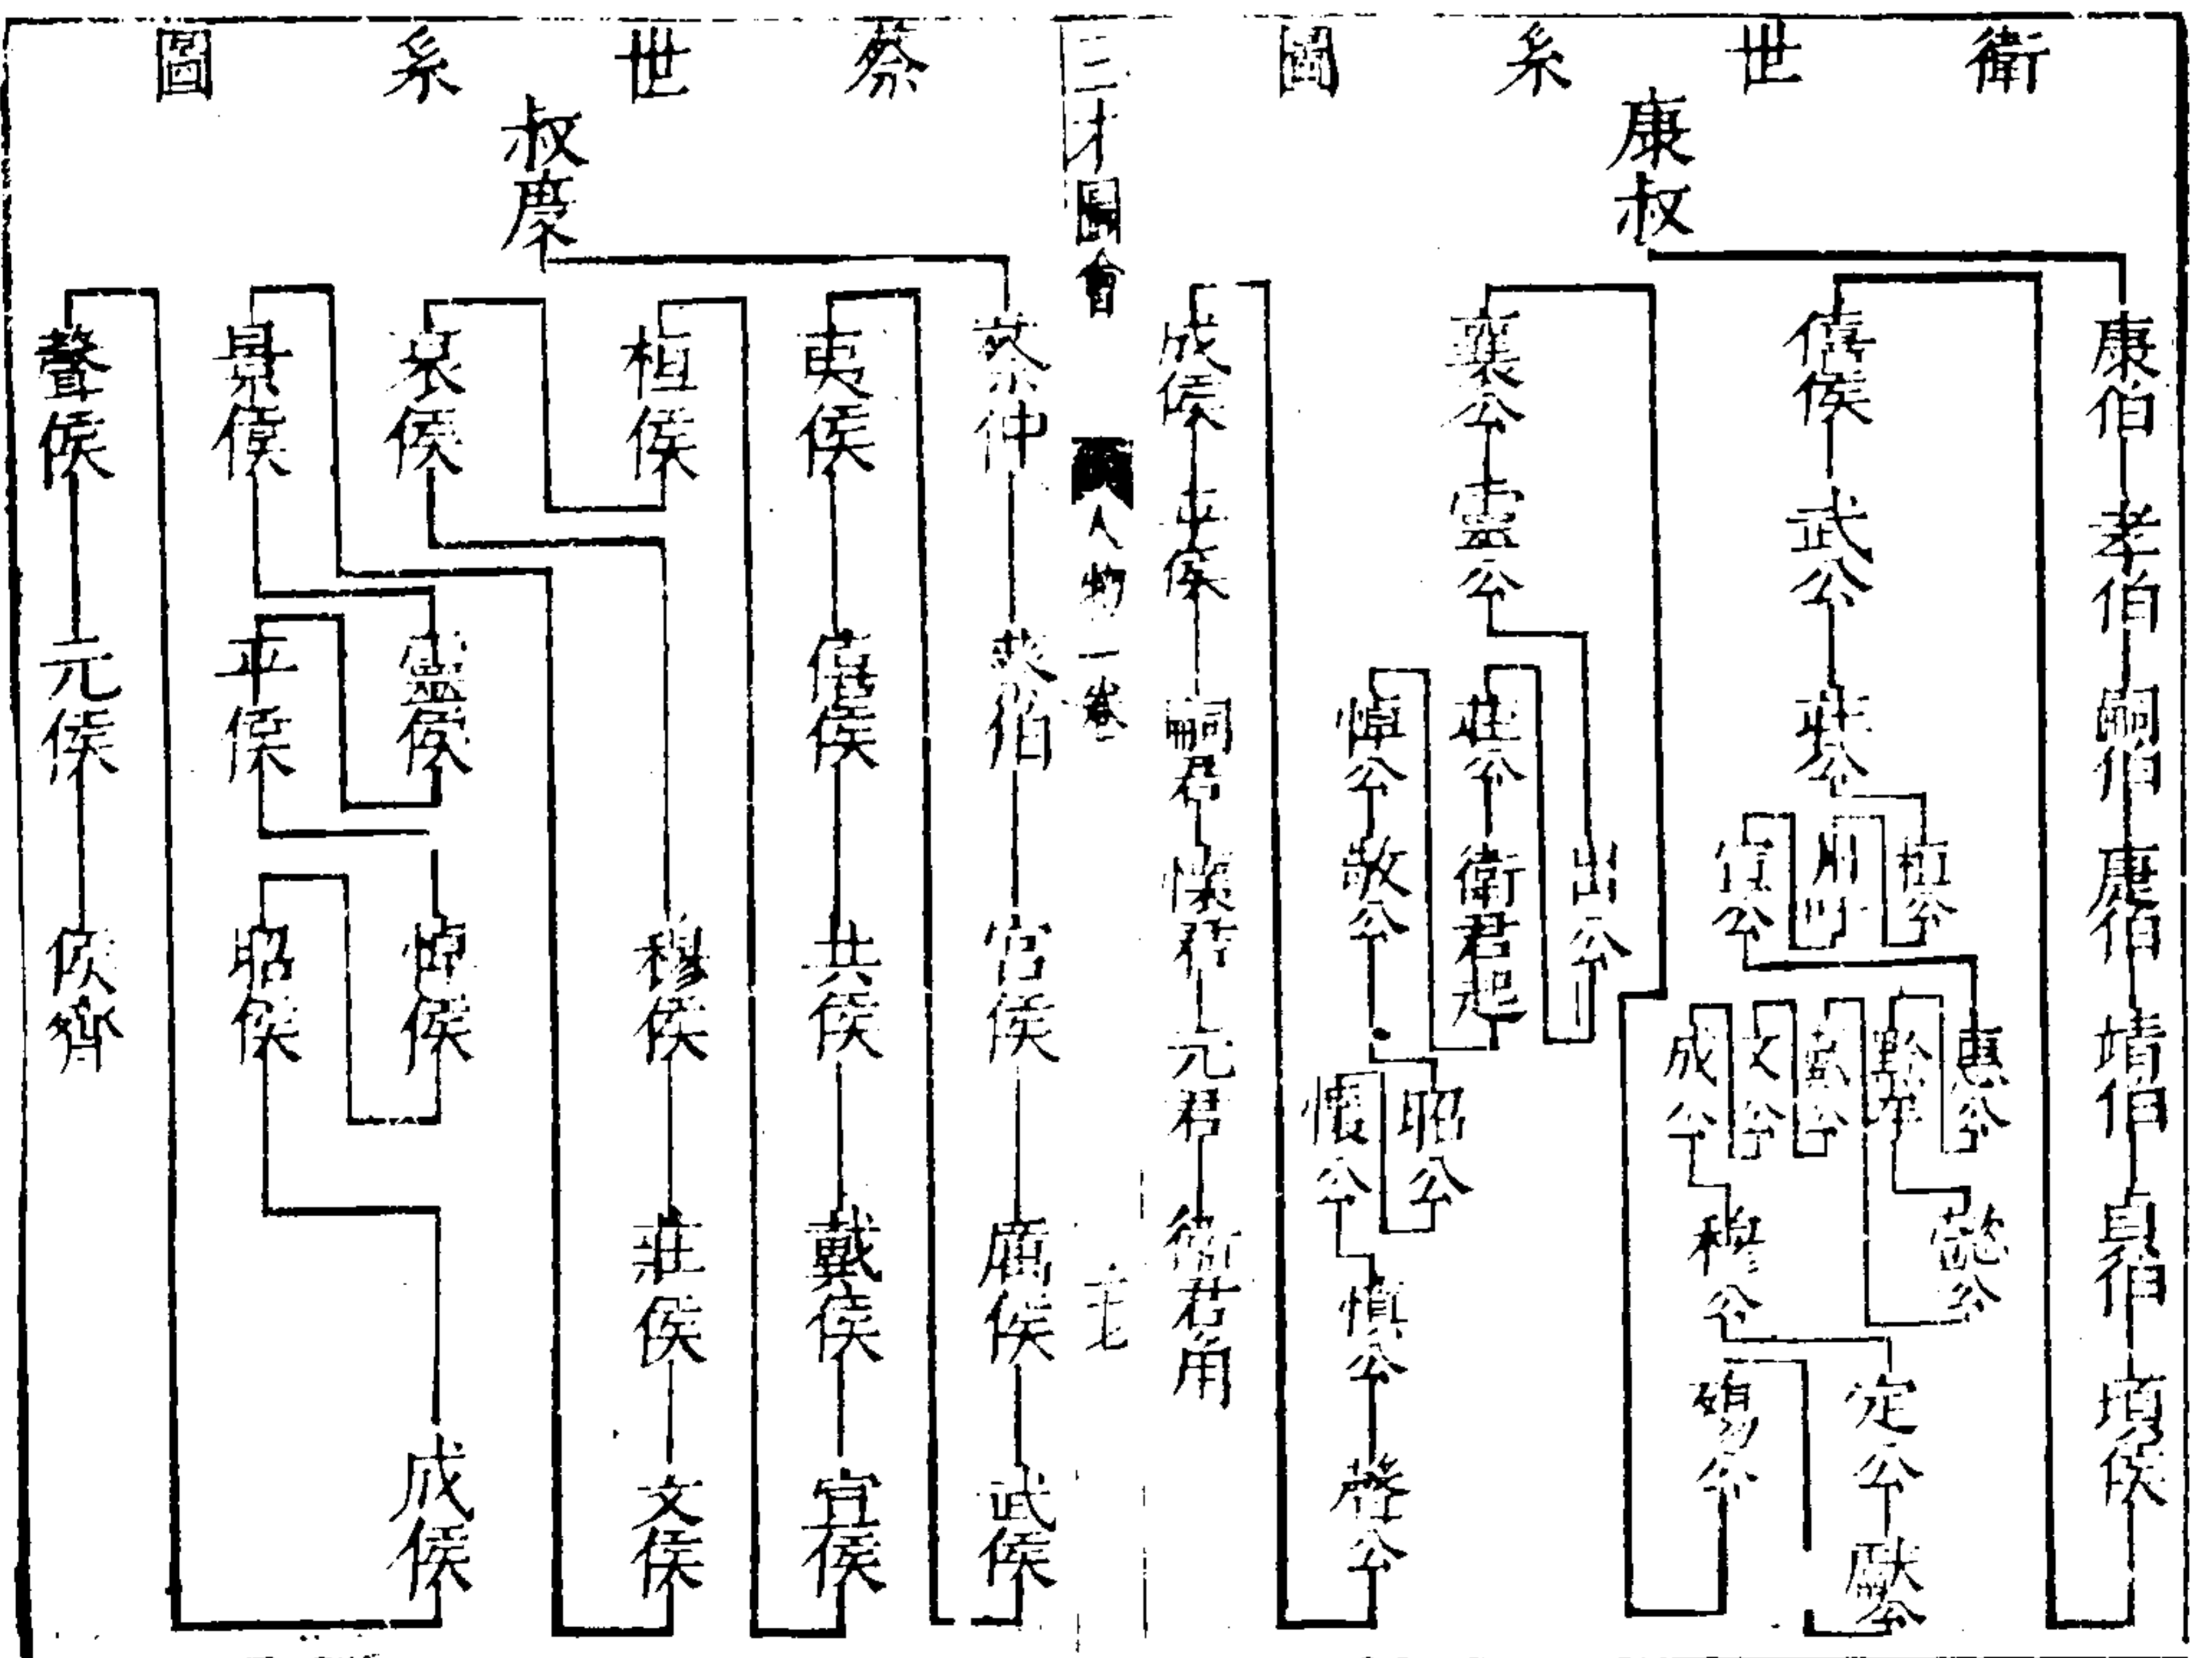 衛世系圖
康叔
康伯
孝伯
嗣伯
康伯
靖伯
貞伯
頃侯
僖侯
武公
莊公
桓公
州吁
宣公
惠公
黔牟
懿公
戴公
文公
成公
穆公
定公
獻公
殤公
襄公
靈公
出公
莊公
衛君起
悼公
敬公
昭公
懷公
慎公
聲公
成侯
平侯
嗣君
懷君
元君
衛君角
三才圖會
人物一卷
蔡世系圖
叔度
蔡仲
蔡伯
宮侯
厲侯
武侯
夷侯
僖侯
共侯
戴侯
宣侯
桓侯
哀侯
穆侯
莊侯
文侯
景侯
靈侯
平侯
悼侯
昭侯
成侯
聲侯
元侯
侯齊